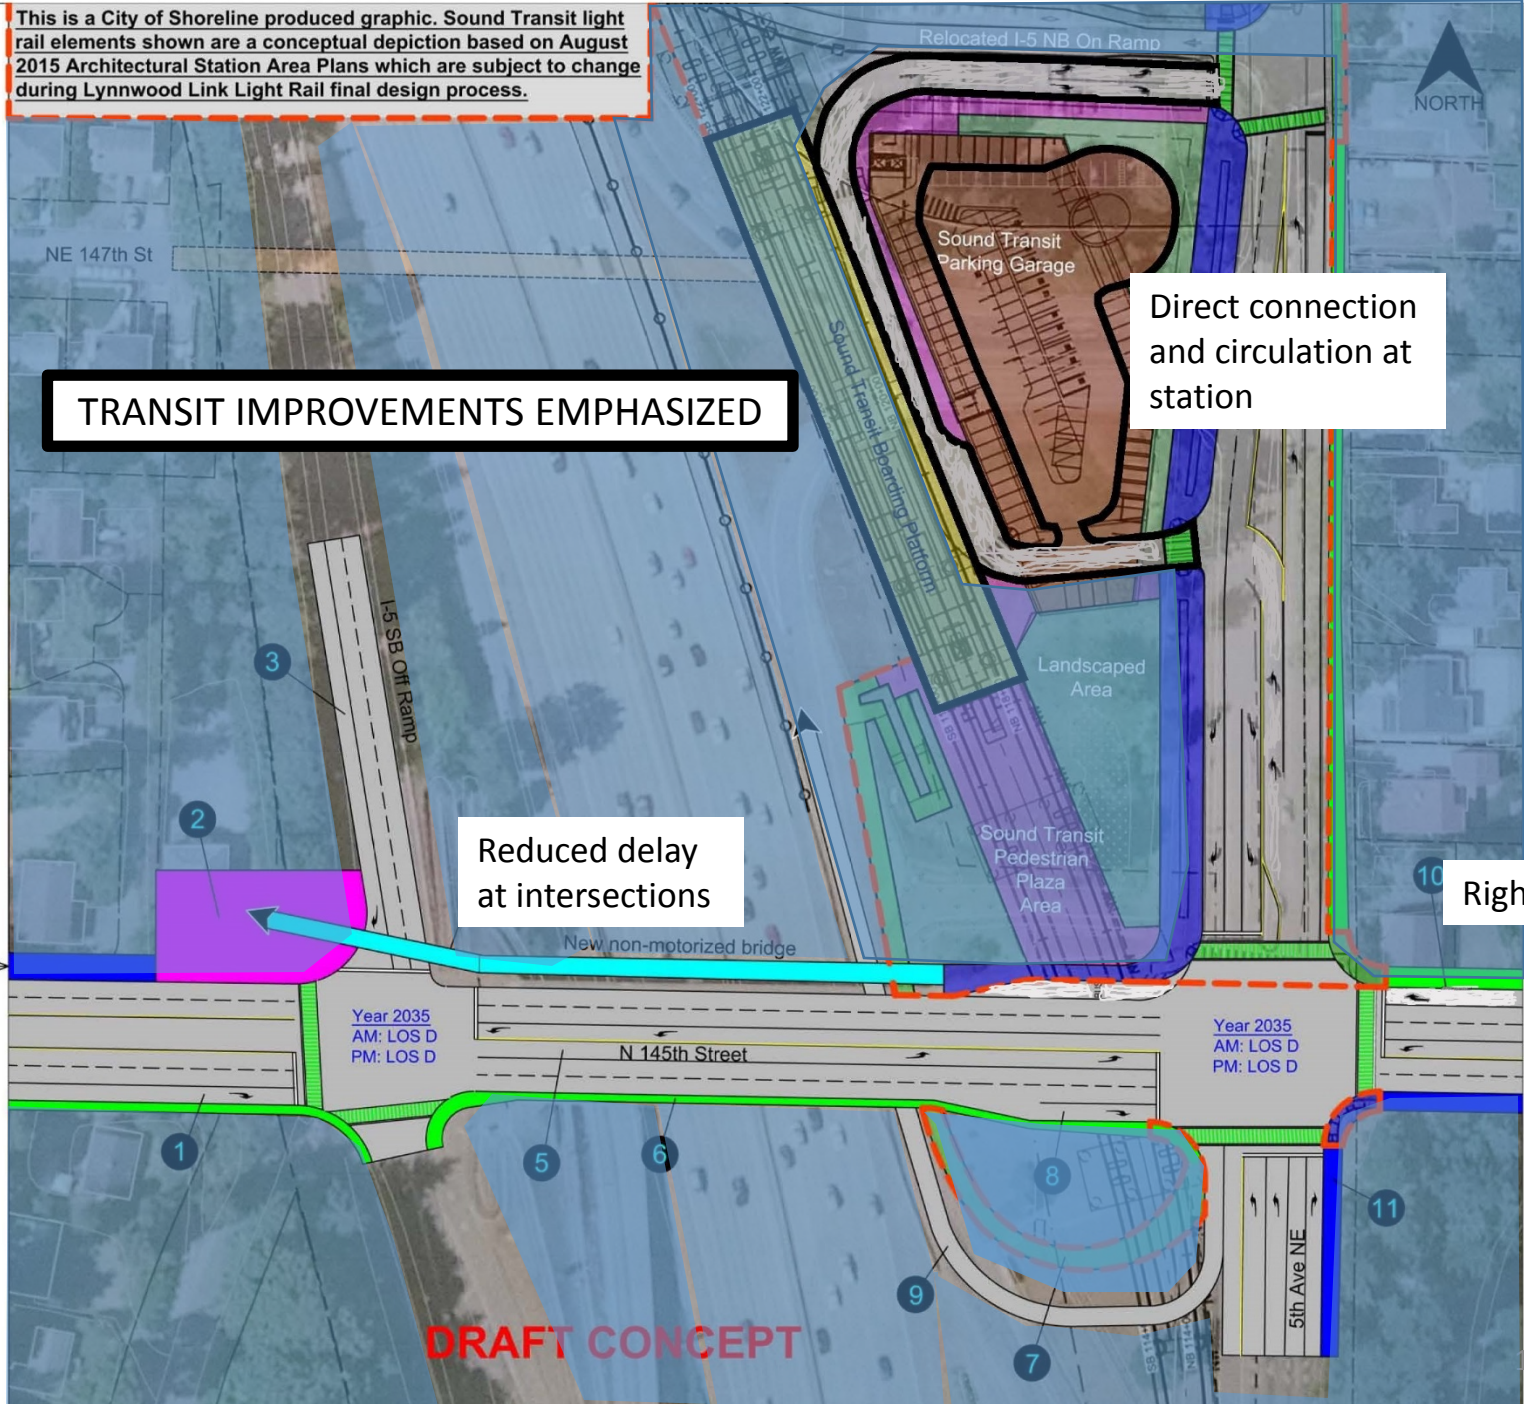 This is a City of Shoreline produced graphic. Sound Transit light
rail elements shown are a conceptual depiction based on August
2015 Architectural Station Area Plans which are subject to change
during Lynnwood Link Light Rail final design process.
Relocated I-5 NB On Ramp
NORTH
NE 147th St
Sound Transit
Parking Garage
Direct connection
and circulation at
station
TRANSIT IMPROVEMENTS EMPHASIZED
Sound Transit Boarding Platform
I-5 SB Off Ramp
3
Landscaped
Area
2
Reduced delay
at intersections
Sound Transit
Pedestrian
Plaza
Area
10
Righ
New non-motorized bridge
Year 2035
AM: LOS D
PM: LOS D
N 145th Street
Year 2035
AM: LOS D
PM: LOS D
1
5
6
8
11
9
7
5th Ave NE
DRAFT CONCEPT